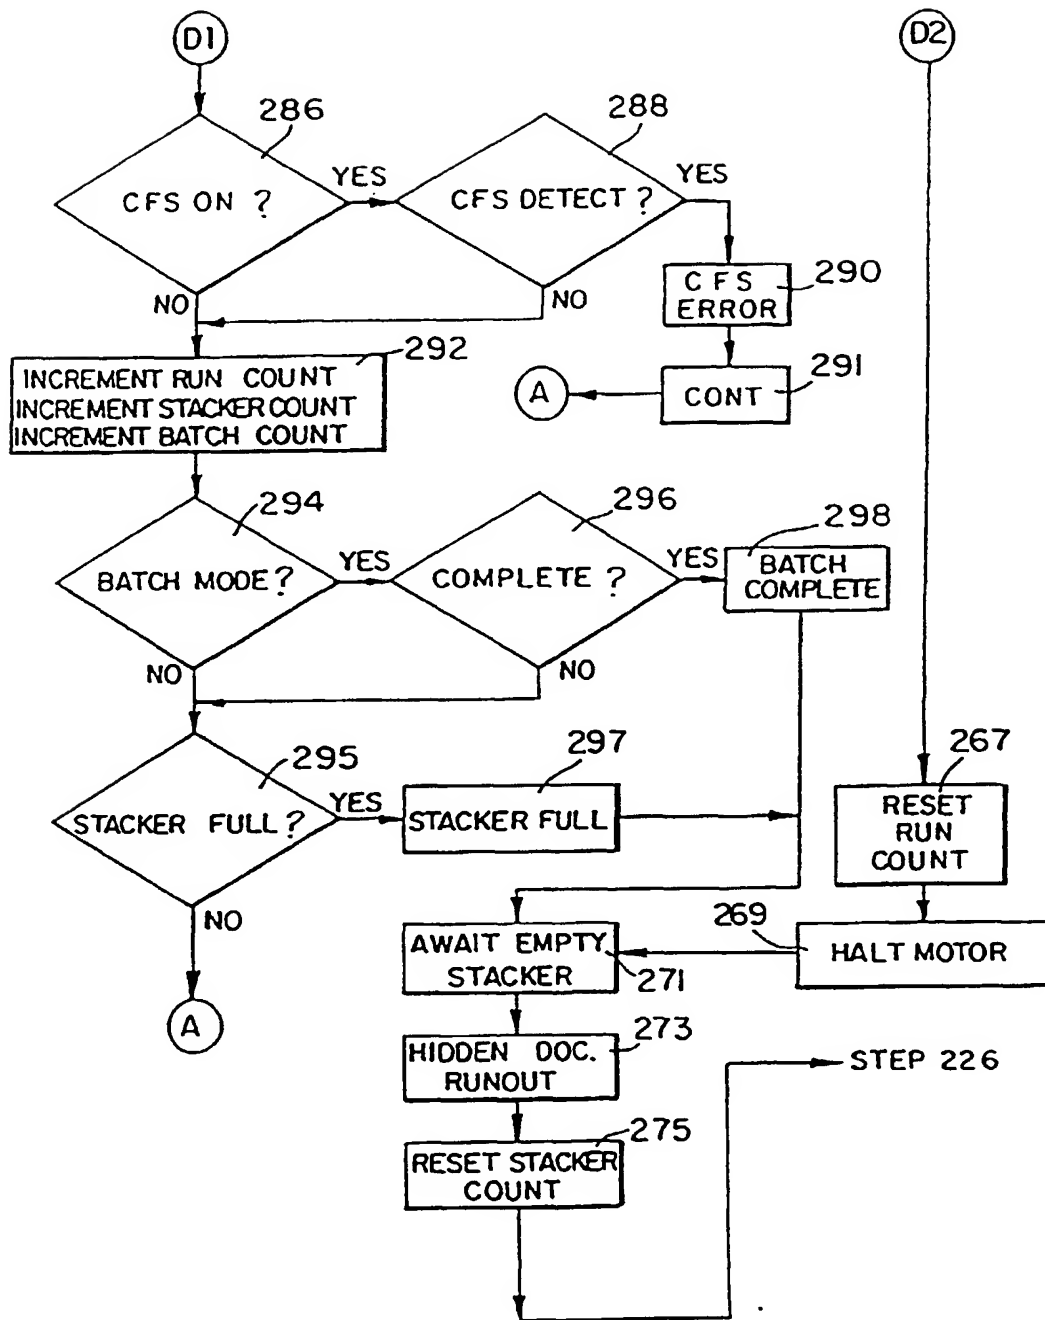 D1
D2
286
288
CFS ON ?
YES
CFS DETECT ?
YES
NO
NO
CFS
ERROR
290
292
INCREMENT RUN COUNT
INCREMENT STACKER COUNT
INCREMENT BATCH COUNT
A
CONT
291
294
296
298
BATCH MODE ?
YES
COMPLETE ?
YES
BATCH
COMPLETE
NO
NO
295
297
267
STACKER FULL ?
YES
STACKER FULL
RESET
RUN
COUNT
NO
AWAIT EMPTY
STACKER
271
269
HALT MOTOR
A
273
HIDDEN DOC.
RUNOUT
STEP 226
275
RESET STACKER
COUNT